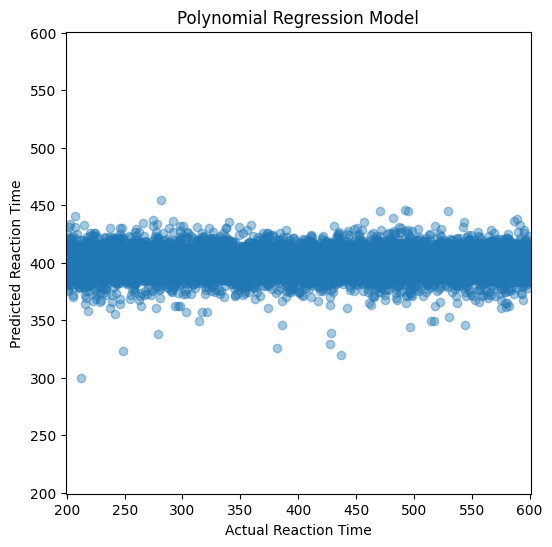 Polynomial Regression Model
600
550
500
450
400
350
300
250
200
Predicted Reaction Time
200 250 300 350 400 450 500 550 600
Actual Reaction Time